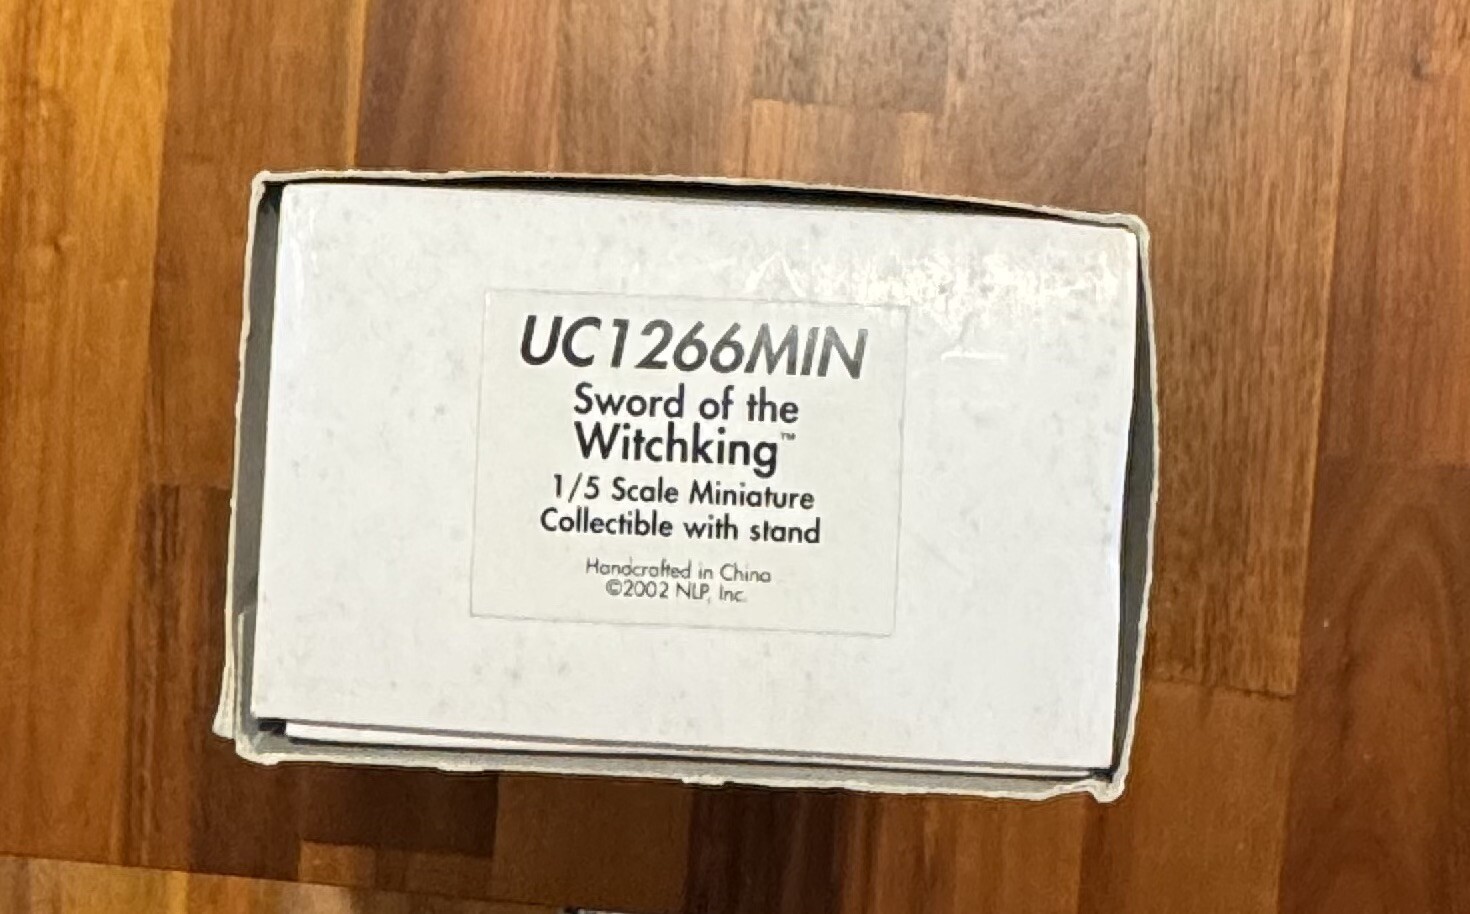 UC1266MIN
Sword of the
Witchking™
1/5 Scale Miniature
Collectible with stand
Handcrafted in China
©2002 NLP, Inc.